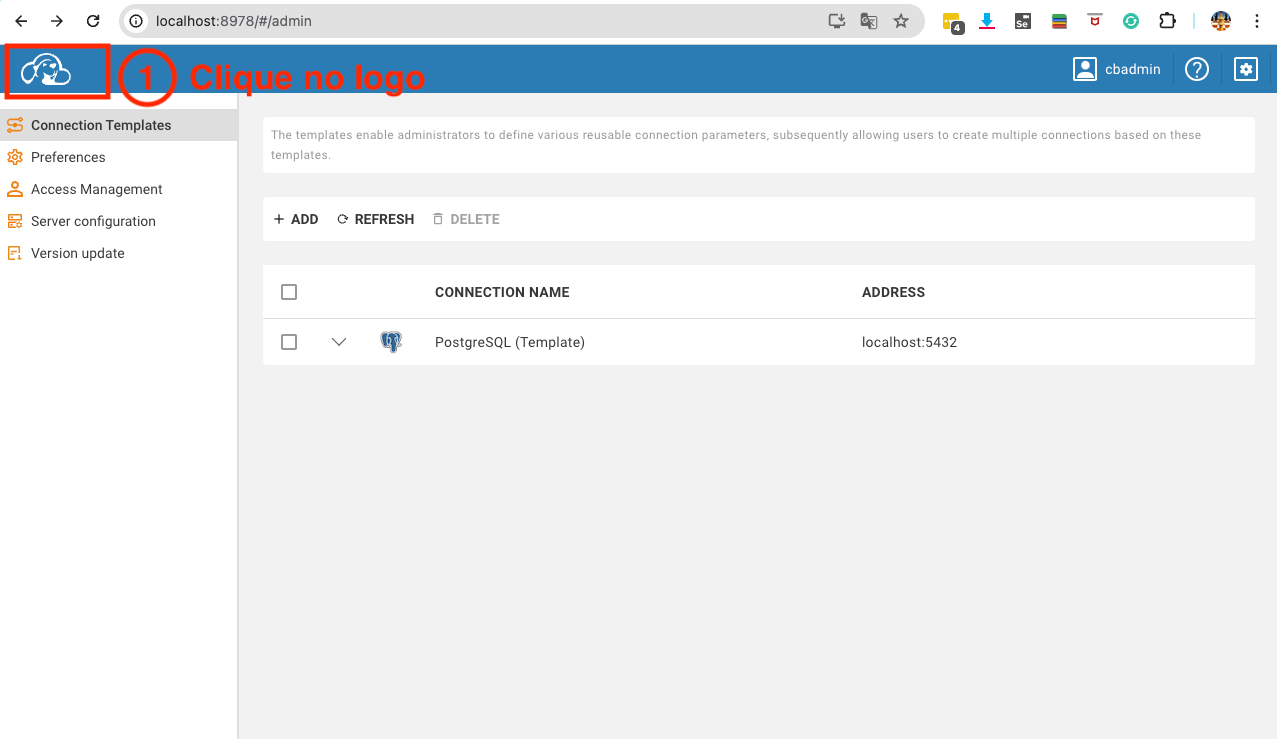 localhost:8978/#/admin
4
Se
1 Clique no logo
cbadmin
?
Connection Templates
Preferences
Access Management
Server configuration
Version update
The templates enable administrators to define various reusable connection parameters, subsequently allowing users to create multiple connections based on these
templates.
+ ADD REFRESH DELETE
CONNECTION NAME ADDRESS
PostgreSQL (Template) localhost:5432